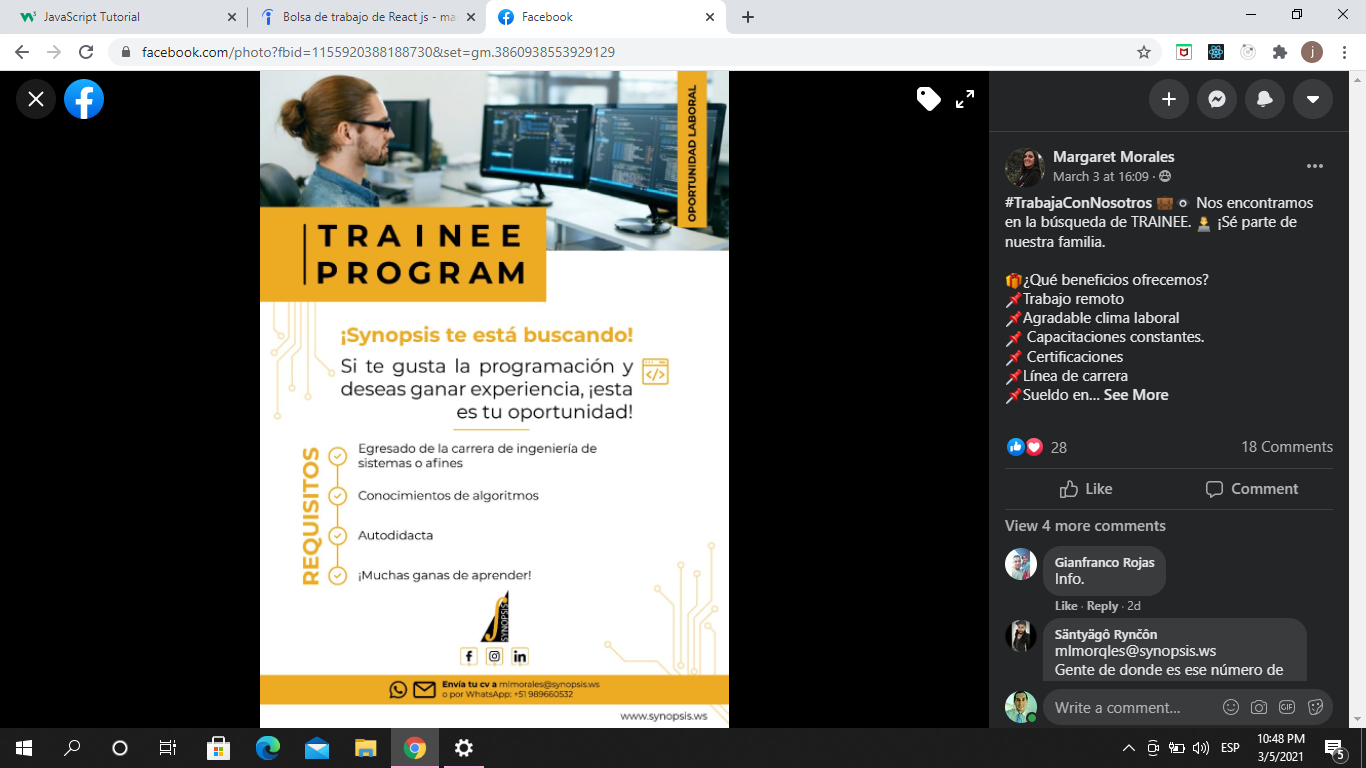 JavaScript Tutorial
Bolsa de trabajo de React js - ma
Facebook
facebook.com/photo?fbid=1155920388188730&set=gm.3860938553929129
j
OPORTUNIDAD LABORAL
TRAINEE
PROGRAM
¡Synopsis te está buscando!
Si te gusta la programación y
deseas ganar experiencia, ¡esta
es tu oportunidad!
REQUISITOS
Egresado de la carrera de ingeniería de
sistemas o afines
Conocimientos de algoritmos
Autodidacta
¡Muchas ganas de aprender!
SYNOPSIS
Envía tu cv a mlmorales@synopsis.ws
o por WhatsApp: +51 989660532
www.synopsis.ws
Margaret Morales
March 3 at 16:09 ·
#TrabajaConNosotros Nos encontramos
en la búsqueda de TRAINEE. ¡Sé parte de
nuestra familia.
¿Qué beneficios ofrecemos?
Trabajo remoto
Agradable clima laboral
Capacitaciones constantes.
Certificaciones
Línea de carrera
Sueldo en... See More
28
18 Comments
Like
Comment
View 4 more comments
Gianfranco Rojas
Info.
Like · Reply · 2d
Säntyägô Rynčôn
mlmorqles@synopsis.ws
Gente de donde es ese número de
Write a comment...
GIF
ESP
10:48 PM
3/5/2021
5